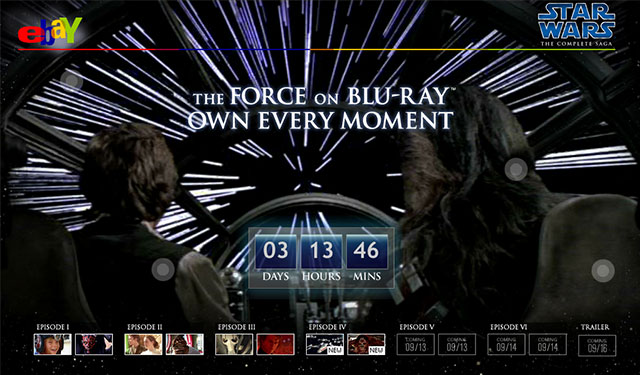 ebaY
STAR
WARS
THE COMPLETE SAGA
THE FORCE ON BLU-RAY™
OWN EVERY MOMENT
03 13 46
DAYS HOURS MINS
EPISODE I EPISODE II EPISODE III EPISODE IV EPISODE V EPISODE VI TRAILER
NEW NEW
COMING COMING COMING COMING COMING
09/13 09/13 09/14 09/14 09/16